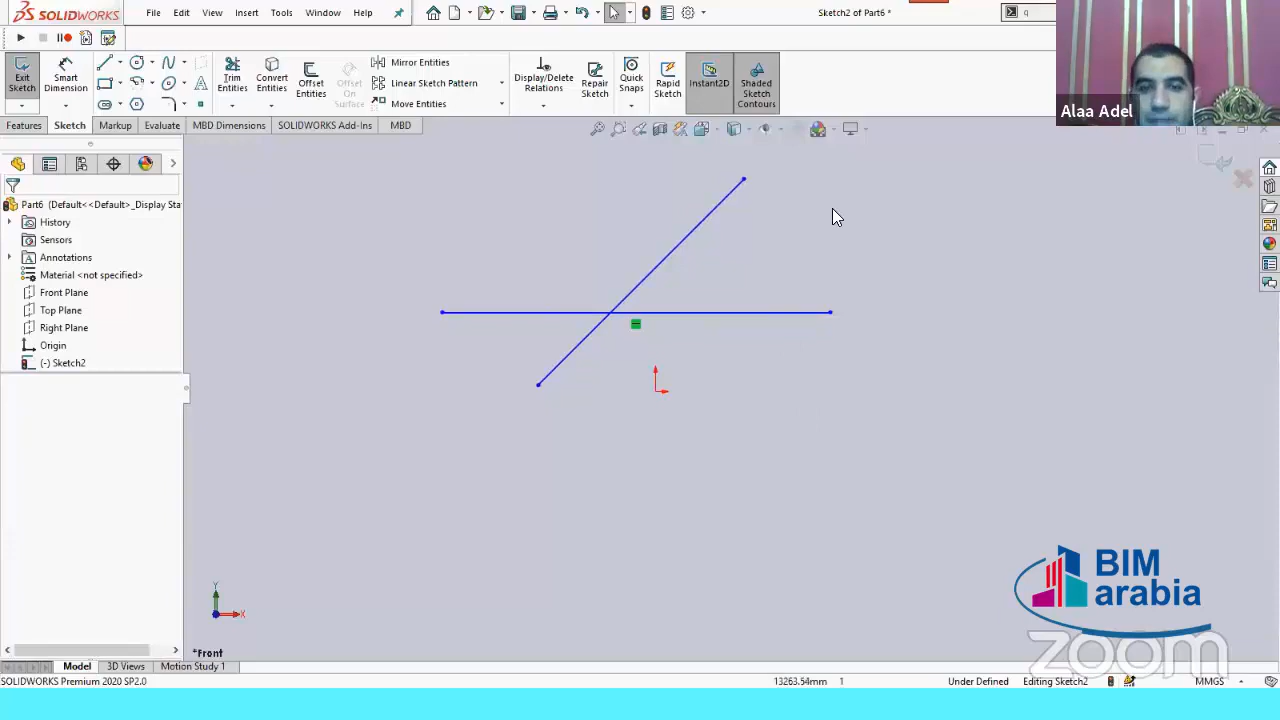 SOLIDWORKS File Edit View Insert Tools Window Help Sketch2 of Part6 * q
Exit Sketch
Smart Dimension
Trim Entities
Convert Entities
Offset Entities
Offset On Surface
Mirror Entities
Linear Sketch Pattern
Move Entities
Display/Delete Relations
Repair Sketch
Quick Snaps
Rapid Sketch
Instant2D
Shaded Sketch Contours
Alaa Adel
Features Sketch Markup Evaluate MBD Dimensions SOLIDWORKS Add-Ins MBD
Part6 (Default<<Default>_Display Sta
History
Sensors
Annotations
Material <not specified>
Front Plane
Top Plane
Right Plane
Origin
(-) Sketch2
Y
X
*Front
BIM
arabia
zoom
Model 3D Views Motion Study 1
SOLIDWORKS Premium 2020 SP2.0 13263.54mm 1 Under Defined Editing Sketch2 MMGS